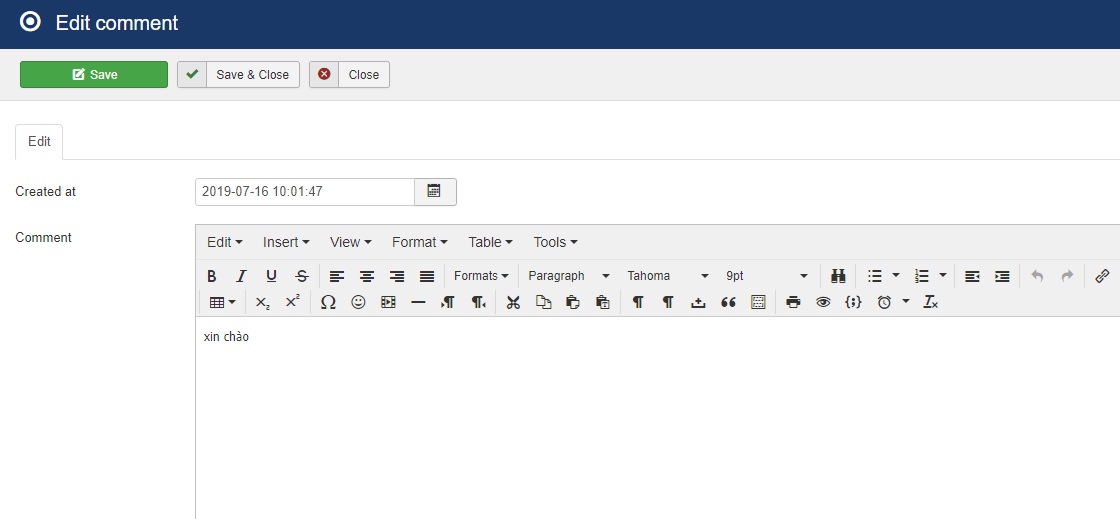 Edit comment
Save
Save & Close
Close
Edit
Created at
2019-07-16 10:01:47
Comment
Edit Insert View Format Table Tools
B I U S Formats Paragraph Tahoma 9pt
xin chào